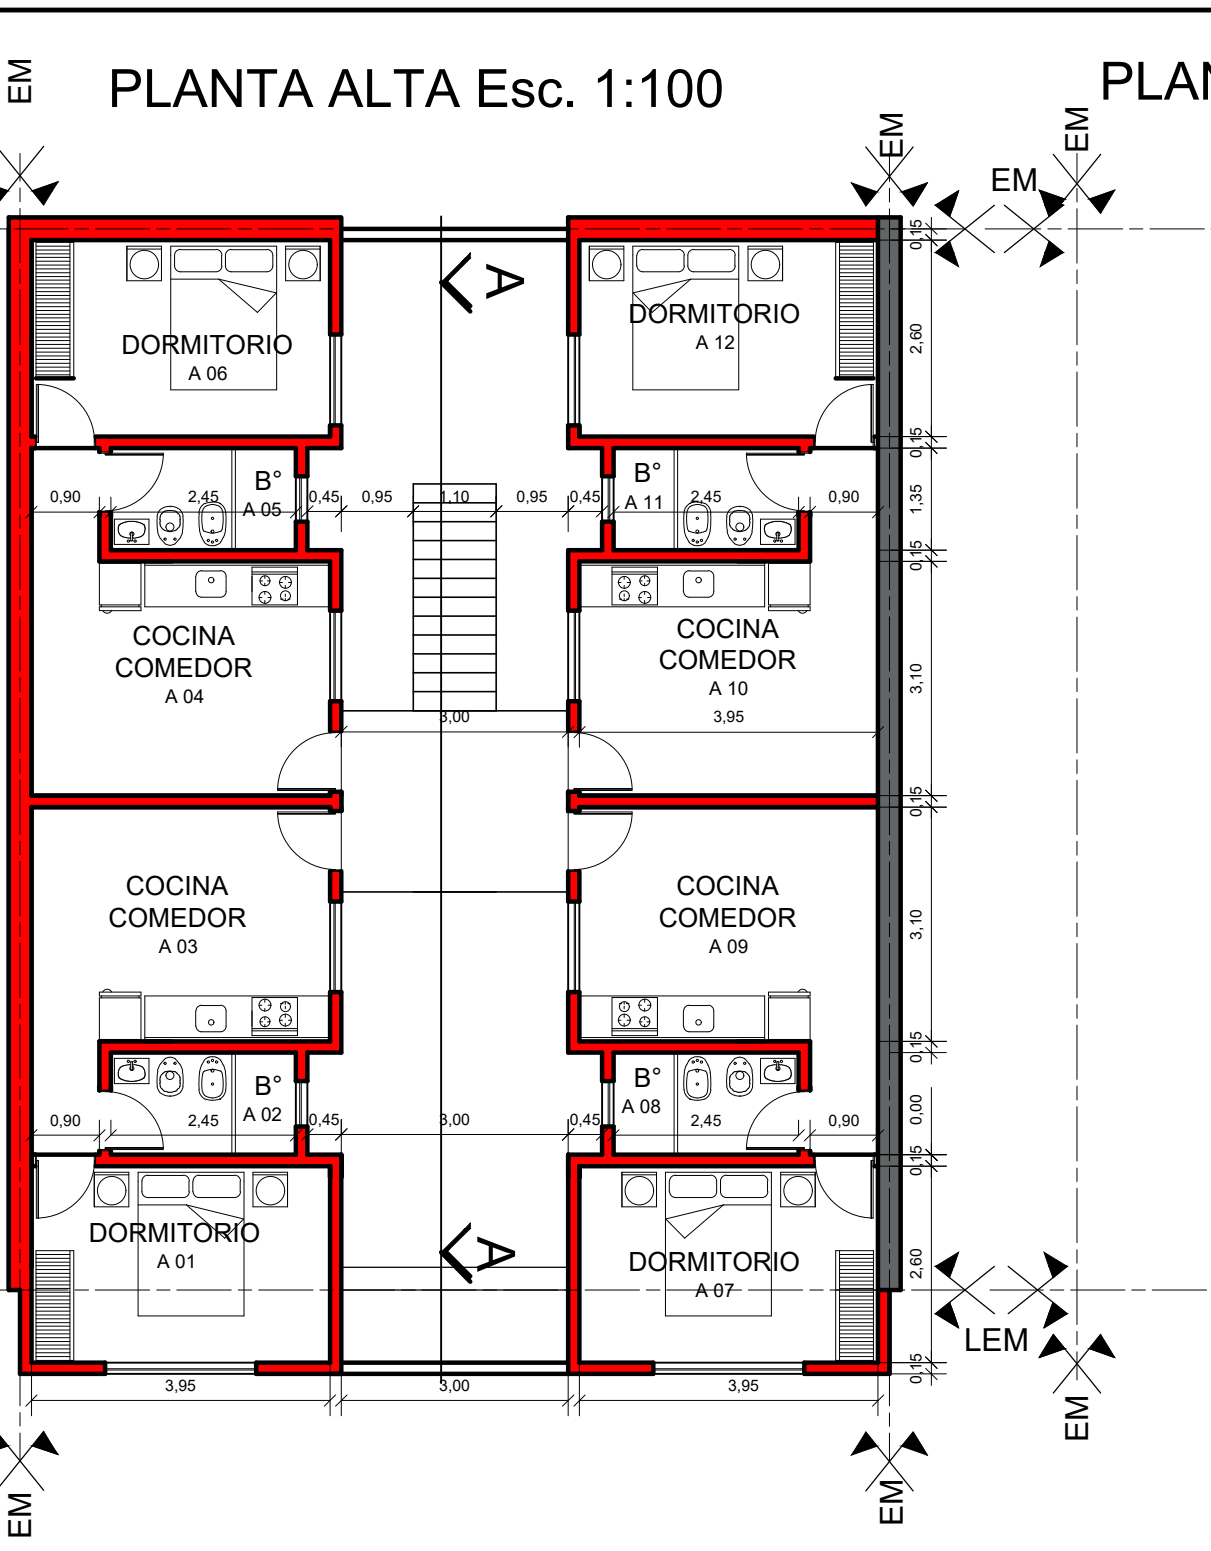 PLANTA ALTA Esc. 1:100
PLAN
EM
EM
EM
EM
0,15
A
DORMITORIO
A 06
DORMITORIO
A 12
2,60
0,15
B°
A 05
B°
A 11
0,90
2,45
0,45
0,95
1,10
0,95
0,45
2,45
0,90
1,35
0,15
COCINA
COMEDOR
A 04
COCINA
COMEDOR
A 10
3,10
3,00
3,95
0,15
COCINA
COMEDOR
A 03
COCINA
COMEDOR
A 09
3,10
0,15
B°
A 02
B°
A 08
0,90
2,45
0,45
3,00
0,45
2,45
0,90
0,00
0,15
DORMITORIO
A 01
A
DORMITORIO
A 07
2,60
LEM
0,15
3,95
3,00
3,95
EM
EM
EM